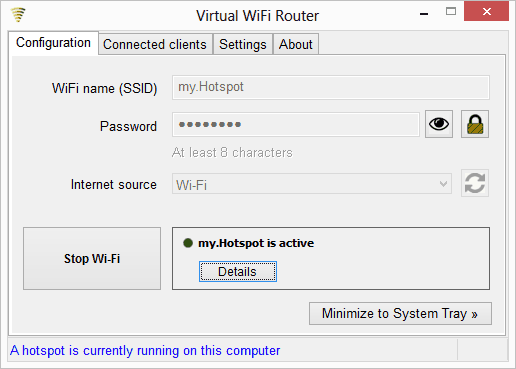 Virtual WiFi Router
Configuration Connected clients Settings About
WiFi name (SSID) my.Hotspot
Password ●●●●●●●●
At least 8 characters
Internet source Wi-Fi
Stop Wi-Fi
my.Hotspot is active
Details
Minimize to System Tray »
A hotspot is currently running on this computer